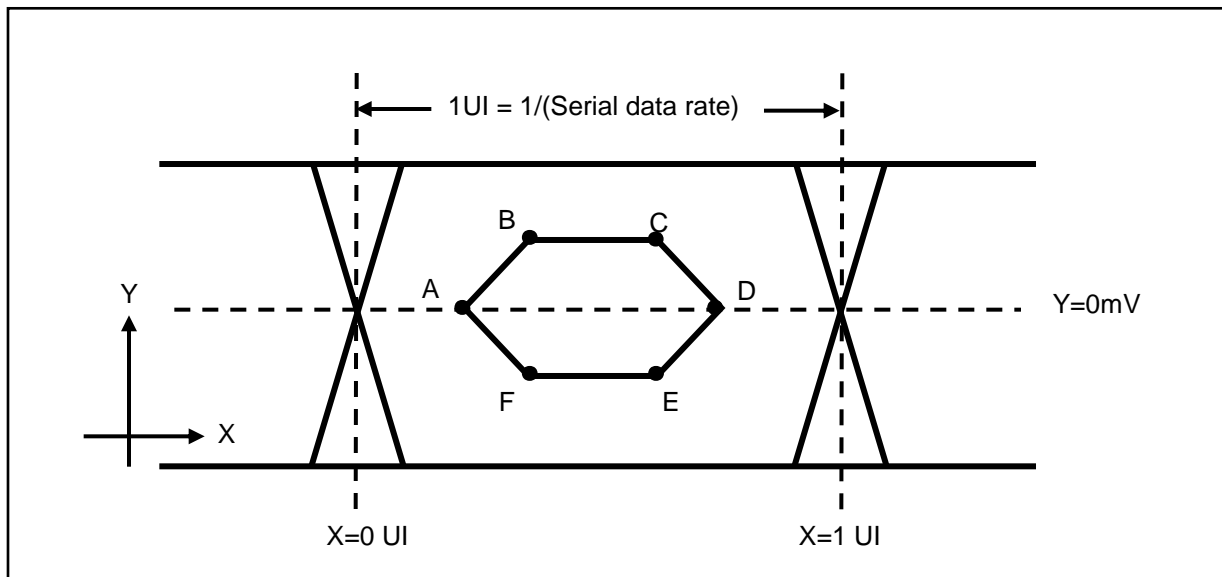 1UI = 1/(Serial data rate)
B
C
A
D
Y
Y=0mV
F
E
X
X=0 UI
X=1 UI